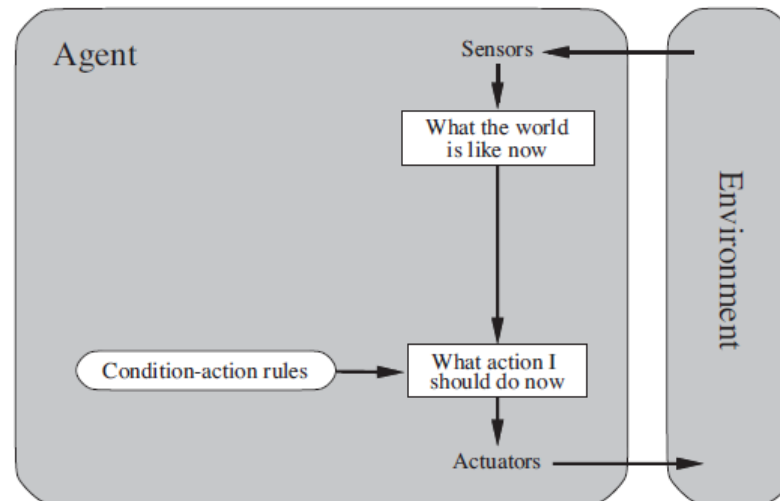 Agent
Sensors
What the world
is like now
Environment
Condition-action rules
What action I
should do now
Actuators